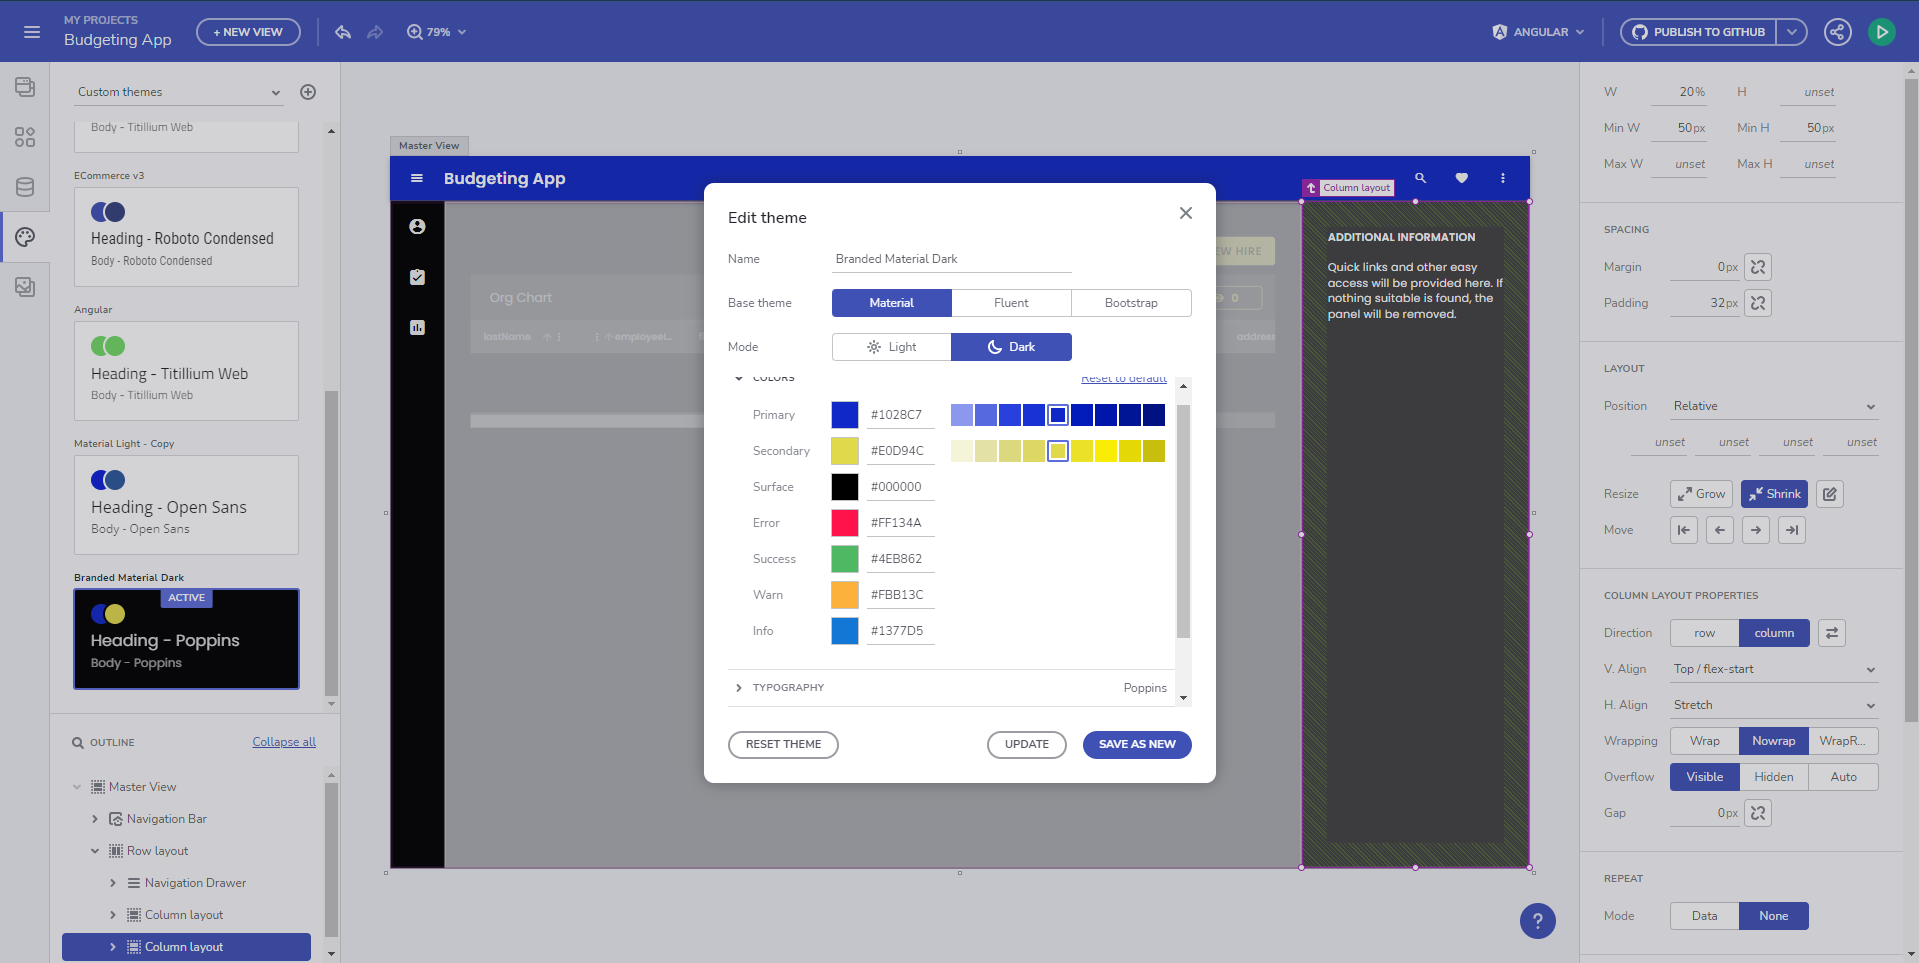 MY PROJECTS
Budgeting App
+ NEW VIEW
79%
ANGULAR
PUBLISH TO GITHUB
Custom themes
Body - Titillium Web
ECommerce v3
Heading - Roboto Condensed
Body - Roboto Condensed
Angular
Heading - Titillium Web
Body - Titillium Web
Material Light - Copy
Heading - Open Sans
Body - Open Sans
Branded Material Dark
ACTIVE
Heading - Poppins
Body - Poppins
OUTLINE
Collapse all
Master View
Navigation Bar
Row layout
Navigation Drawer
Column layout
Column layout
Master View
Budgeting App
Column layout
EW HIRE
Org Chart
0
lastName
employeeI...
address
ADDITIONAL INFORMATION
Quick links and other easy
access will be provided here. If
nothing suitable is found, the
panel will be removed.
Edit theme
Name
Branded Material Dark
Base theme
Material
Fluent
Bootstrap
Mode
Light
Dark
COLORS
Reset to default
Primary
#1028C7
Secondary
#E0D94C
Surface
#000000
Error
#FF134A
Success
#4EB862
Warn
#FBB13C
Info
#1377D5
TYPOGRAPHY
Poppins
RESET THEME
UPDATE
SAVE AS NEW
W 20% H unset
Min W 50px Min H 50px
Max W unset Max H unset
SPACING
Margin 0px
Padding 32px
LAYOUT
Position Relative
unset unset unset unset
Resize Grow Shrink
Move
COLUMN LAYOUT PROPERTIES
Direction row column
V. Align Top / flex-start
H. Align Stretch
Wrapping Wrap Nowrap WrapR...
Overflow Visible Hidden Auto
Gap 0px
REPEAT
Mode Data None
?